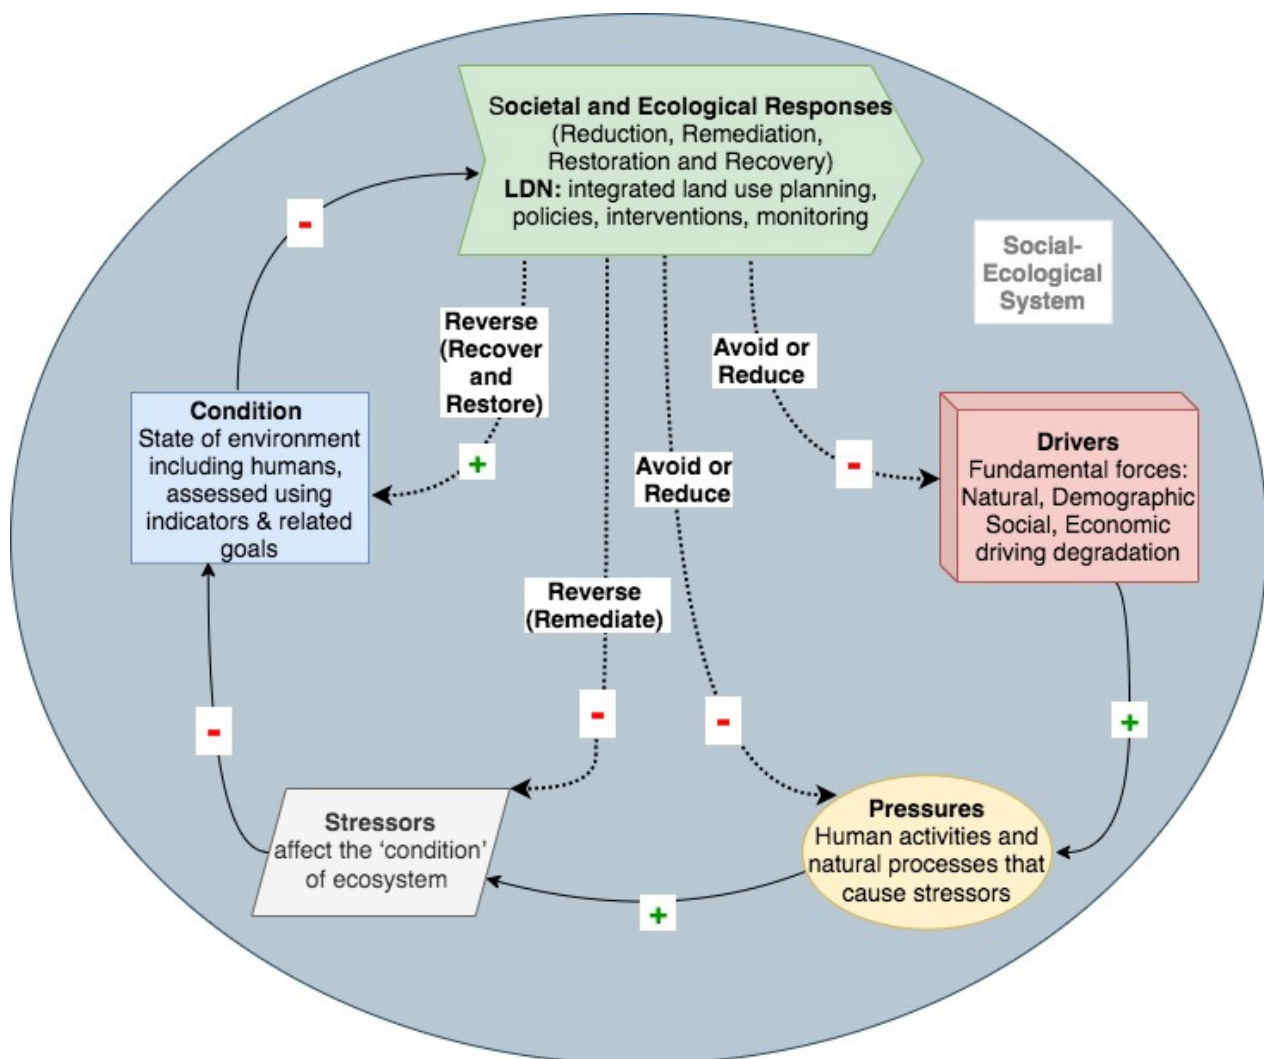 Societal and Ecological Responses
(Reduction, Remediation,
Restoration and Recovery)
LDN: integrated land use planning,
policies, interventions, monitoring
-
Social-
Ecological
System
Reverse
(Recover
and
Restore)
+
Avoid or
Reduce
-
Condition
State of environment
including humans,
assessed using
indicators & related
goals
Avoid or
Reduce
Drivers
Fundamental forces:
Natural, Demographic
Social, Economic
driving degradation
Reverse
(Remediate)
-
-
-
+
Stressors
affect the ‘condition’
of ecosystem
Pressures
Human activities and
natural processes that
cause stressors
+